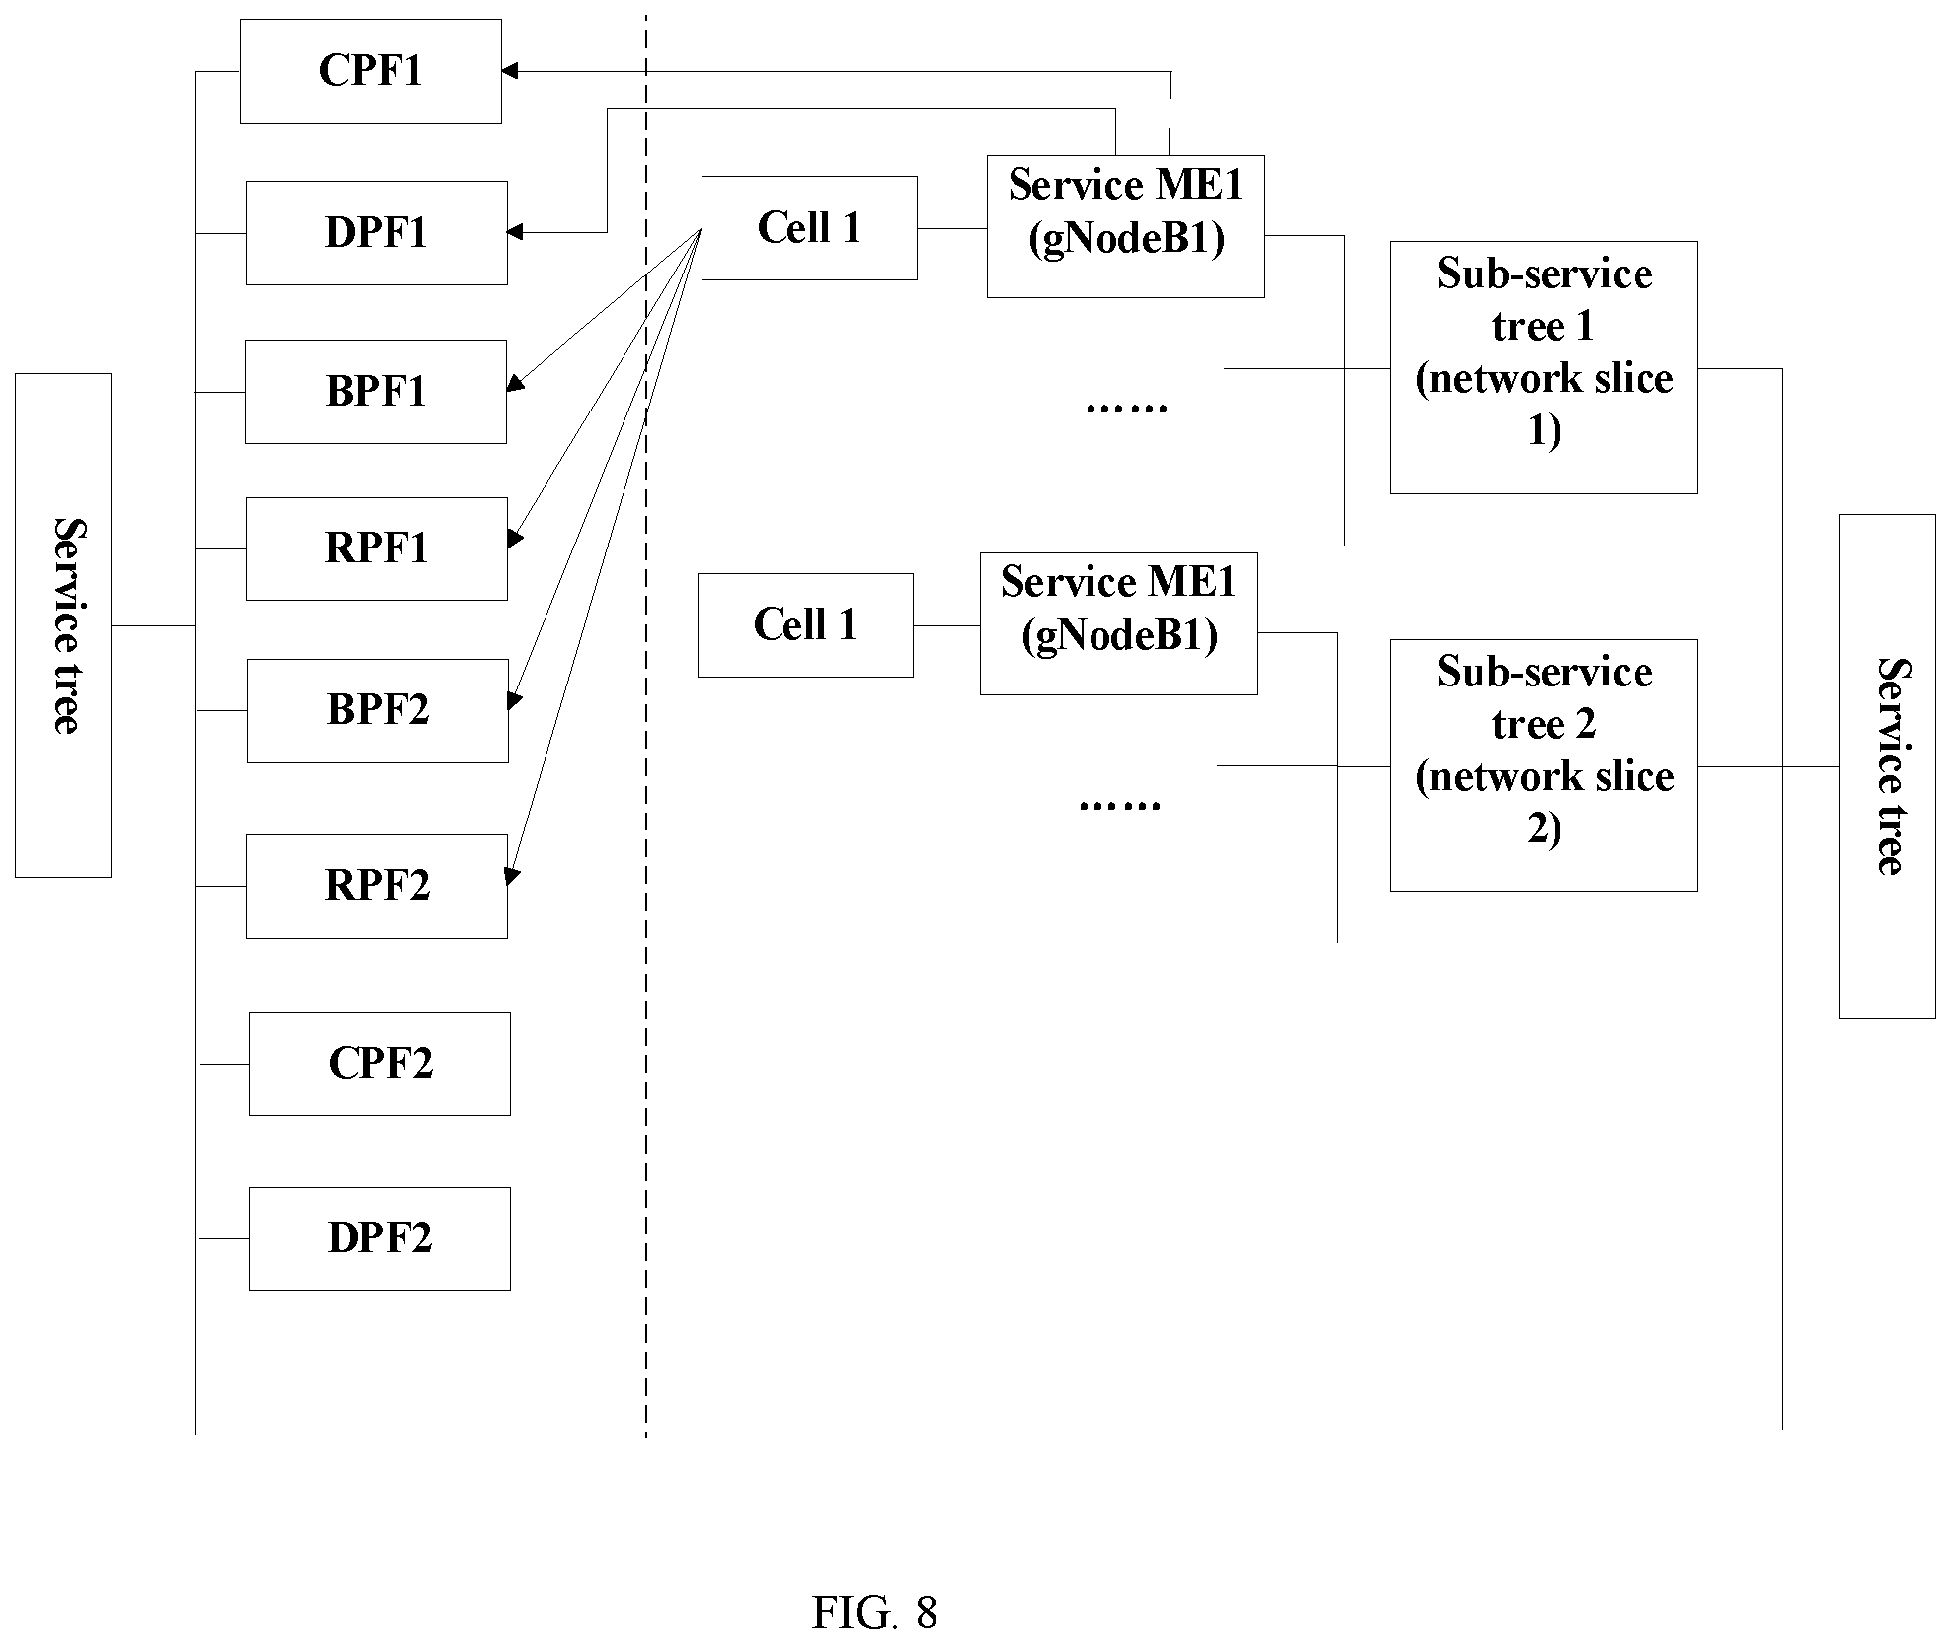 CPF1
DPF1
BPF1
RPF1
BPF2
RPF2
CPF2
DPF2
Service tree
Cell 1
Service ME1
(gNodeB1)
......
Sub-service
tree 1
(network slice
1)
Cell 1
Service ME1
(gNodeB1)
......
Sub-service
tree 2
(network slice
2)
Service tree
FIG. 8